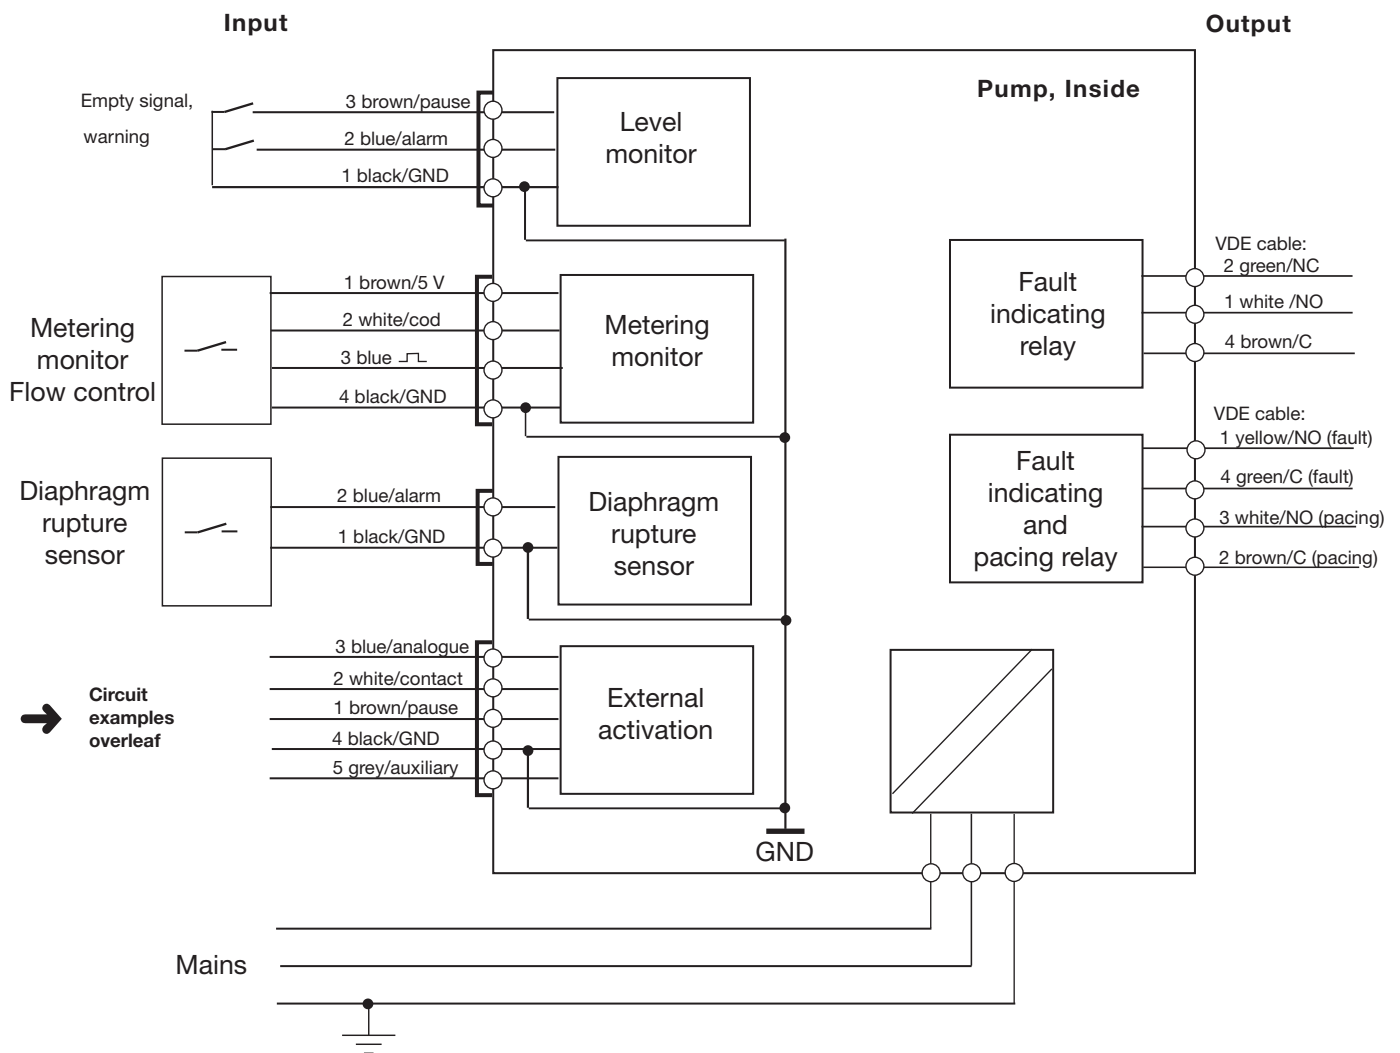 Input
Output
Pump, Inside
Empty signal,
warning
3 brown/pause
2 blue/alarm
1 black/GND
Level
monitor
Metering
monitor
Flow control
1 brown/5 V
2 white/cod
3 blue
4 black/GND
Metering
monitor
Diaphragm
rupture
sensor
2 blue/alarm
1 black/GND
Diaphragm
rupture
sensor
Circuit
examples
overleaf
3 blue/analogue
2 white/contact
1 brown/pause
4 black/GND
5 grey/auxiliary
External
activation
GND
Fault
indicating
relay
VDE cable:
2 green/NC
1 white /NO
4 brown/C
Fault
indicating
and
pacing relay
VDE cable:
1 yellow/NO (fault)
4 green/C (fault)
3 white/NO (pacing)
2 brown/C (pacing)
Mains